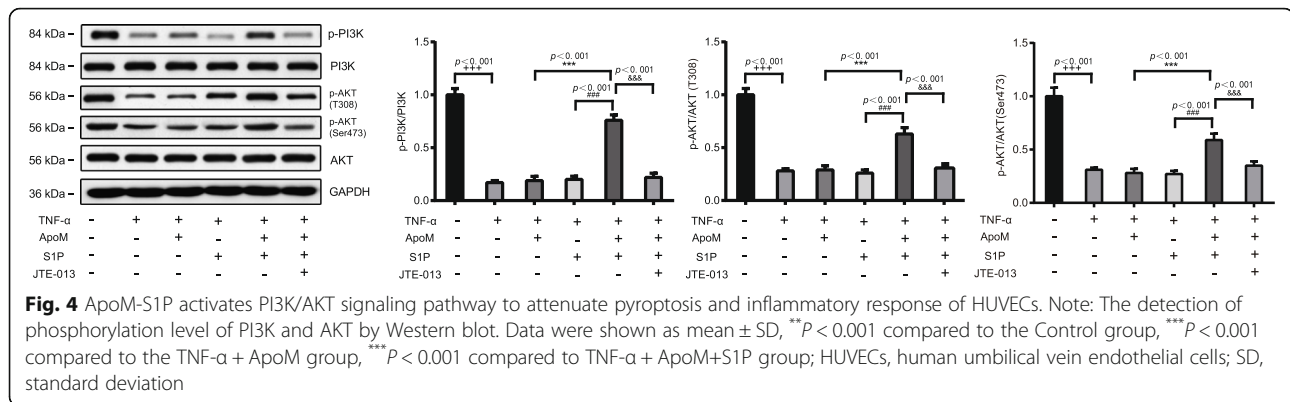 84 kDa – p-PI3K
84 kDa – PI3K
56 kDa – p-AKT (T308)
56 kDa – p-AKT (Ser473)
56 kDa – AKT
36 kDa – GAPDH
TNF-α – + + + + +
ApoM – – + – + +
S1P – – – + + +
JTE-013 – – – – – +
p-PI3K/PI3K
1.5
1.0
0.5
0.0
p< 0. 001
+++
p< 0. 001
***
p< 0. 001
###
p< 0. 001
&&&
TNF-α – + + + + +
ApoM – – + – + +
S1P – – – + + +
JTE-013 – – – – – +
p-AKT/AKT (T308)
1.5
1.0
0.5
0.0
p< 0. 001
+++
p< 0. 001
***
p< 0. 001
###
p< 0. 001
&&&
TNF-α – + + + + +
ApoM – – + – + +
S1P – – – + + +
JTE-013 – – – – – +
p-AKT/AKT(Ser473)
1.5
1.0
0.5
0.0
p< 0. 001
+++
p< 0. 001
***
p< 0. 001
###
p< 0. 001
&&&
TNF-α – + + + + +
ApoM – – + – + +
S1P – – – + + +
JTE-013 – – – – – +
Fig. 4 ApoM-S1P activates PI3K/AKT signaling pathway to attenuate pyroptosis and inflammatory response of HUVECs. Note: The detection of
phosphorylation level of PI3K and AKT by Western blot. Data were shown as mean ± SD, **P < 0.001 compared to the Control group, ***P < 0.001
compared to the TNF-α + ApoM group, ***P < 0.001 compared to TNF-α + ApoM+S1P group; HUVECs, human umbilical vein endothelial cells; SD,
standard deviation